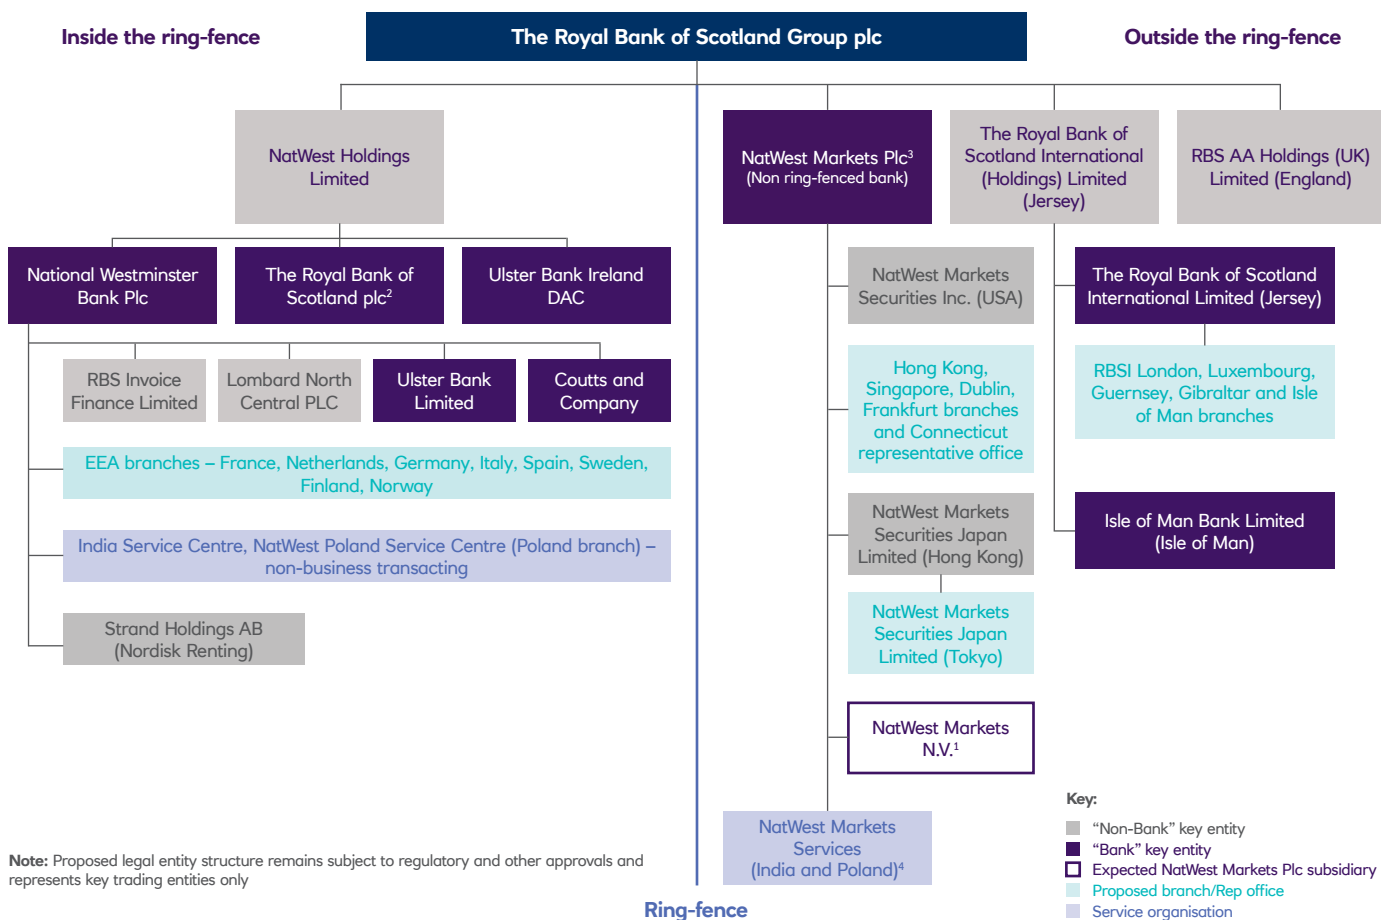 Inside the ring-fence
The Royal Bank of Scotland Group plc
Outside the ring-fence
NatWest Holdings
Limited
NatWest Markets Plc³
(Non ring-fenced bank)
The Royal Bank of
Scotland International
(Holdings) Limited
(Jersey)
RBS AA Holdings (UK)
Limited (England)
National Westminster
Bank Plc
The Royal Bank of
Scotland plc²
Ulster Bank Ireland
DAC
RBS Invoice
Finance Limited
Lombard North
Central PLC
Ulster Bank
Limited
Coutts and
Company
EEA branches – France, Netherlands, Germany, Italy, Spain, Sweden,
Finland, Norway
India Service Centre, NatWest Poland Service Centre (Poland branch) –
non-business transacting
Strand Holdings AB
(Nordisk Renting)
NatWest Markets
Securities Inc. (USA)
Hong Kong,
Singapore, Dublin,
Frankfurt branches
and Connecticut
representative office
NatWest Markets
Securities Japan
Limited (Hong Kong)
NatWest Markets
Securities Japan
Limited (Tokyo)
NatWest Markets
N.V.¹
NatWest Markets
Services
(India and Poland)⁴
The Royal Bank of Scotland
International Limited (Jersey)
RBSI London, Luxembourg,
Guernsey, Gibraltar and Isle
of Man branches
Isle of Man Bank Limited
(Isle of Man)
Key:
"Non-Bank" key entity
"Bank" key entity
Expected NatWest Markets Plc subsidiary
Proposed branch/Rep office
Service organisation
Note: Proposed legal entity structure remains subject to regulatory and other approvals and
represents key trading entities only
Ring-fence